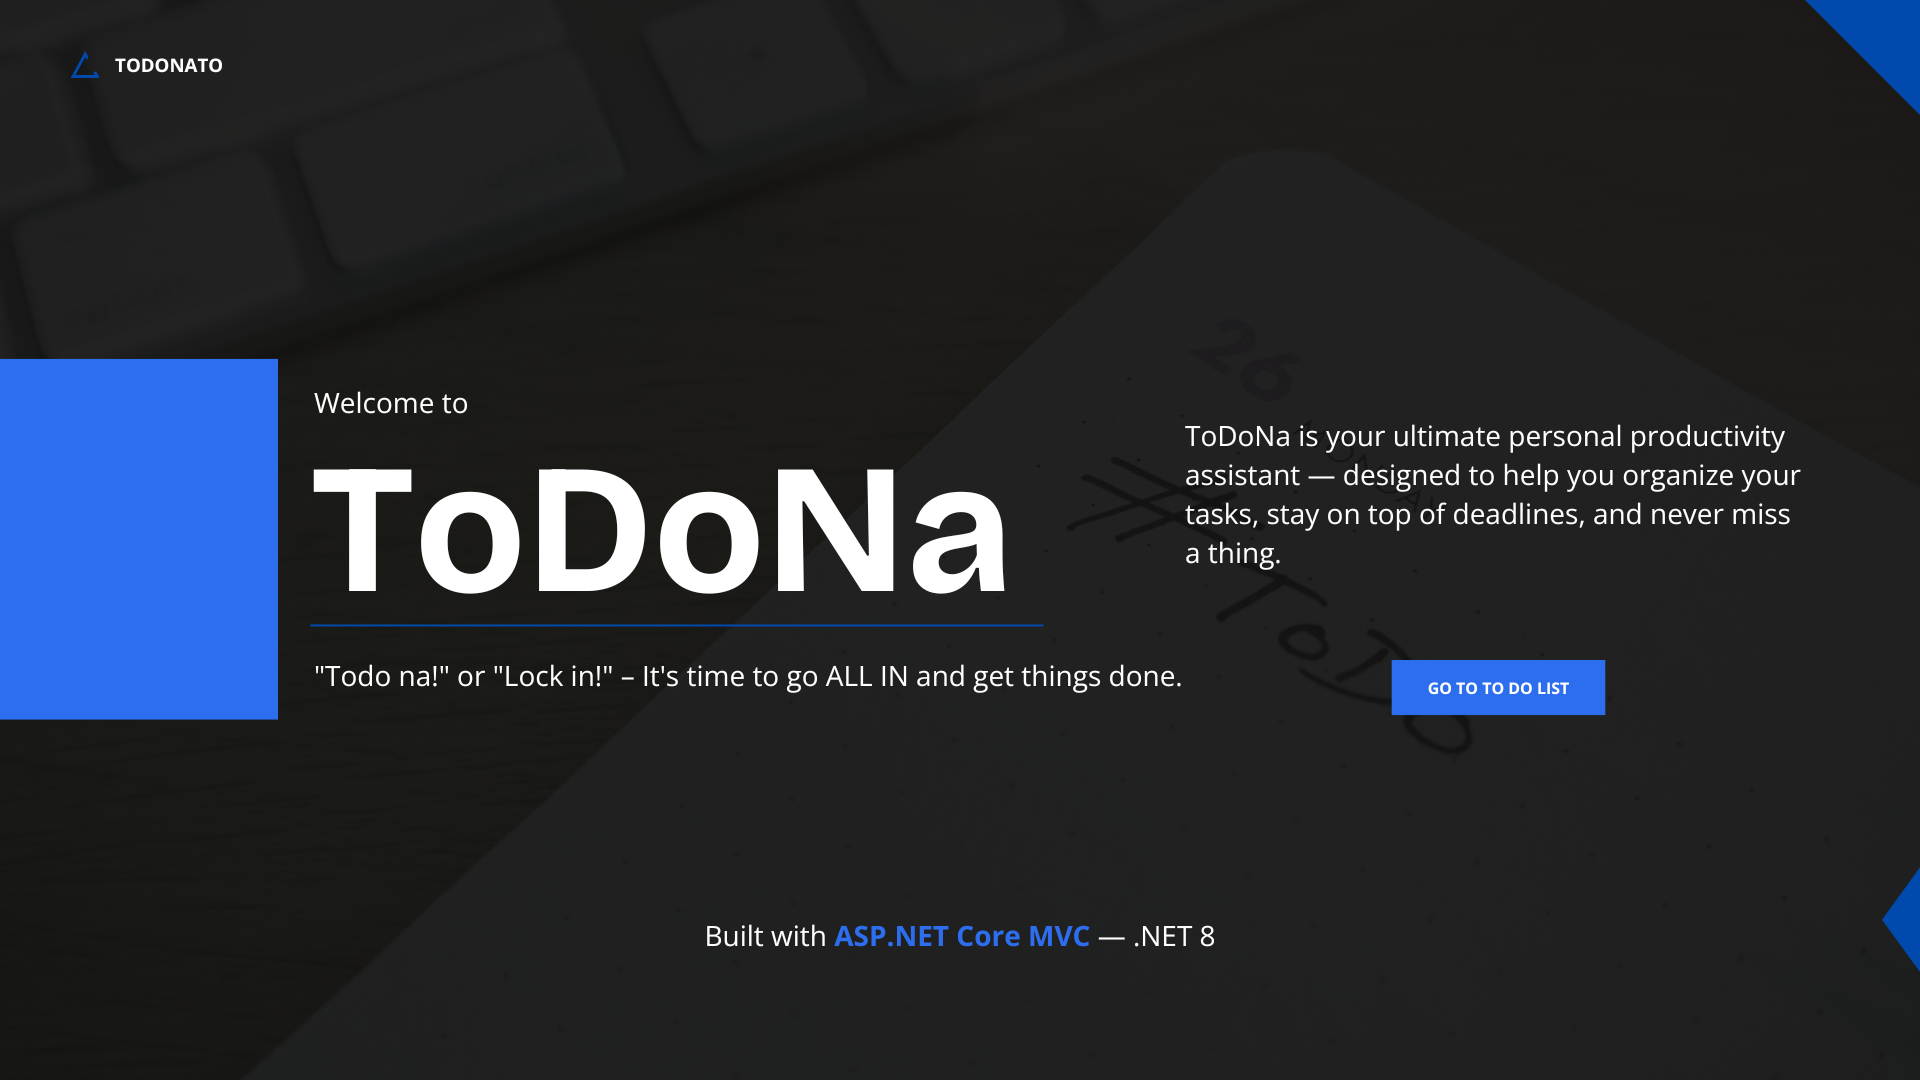 TODONATO
Welcome to
ToDoNa
"Todo na!" or "Lock in!" – It's time to go ALL IN and get things done.
ToDoNa is your ultimate personal productivity
assistant — designed to help you organize your
tasks, stay on top of deadlines, and never miss
a thing.
26
#ToDo
GO TO TO DO LIST
Built with ASP.NET Core MVC — .NET 8